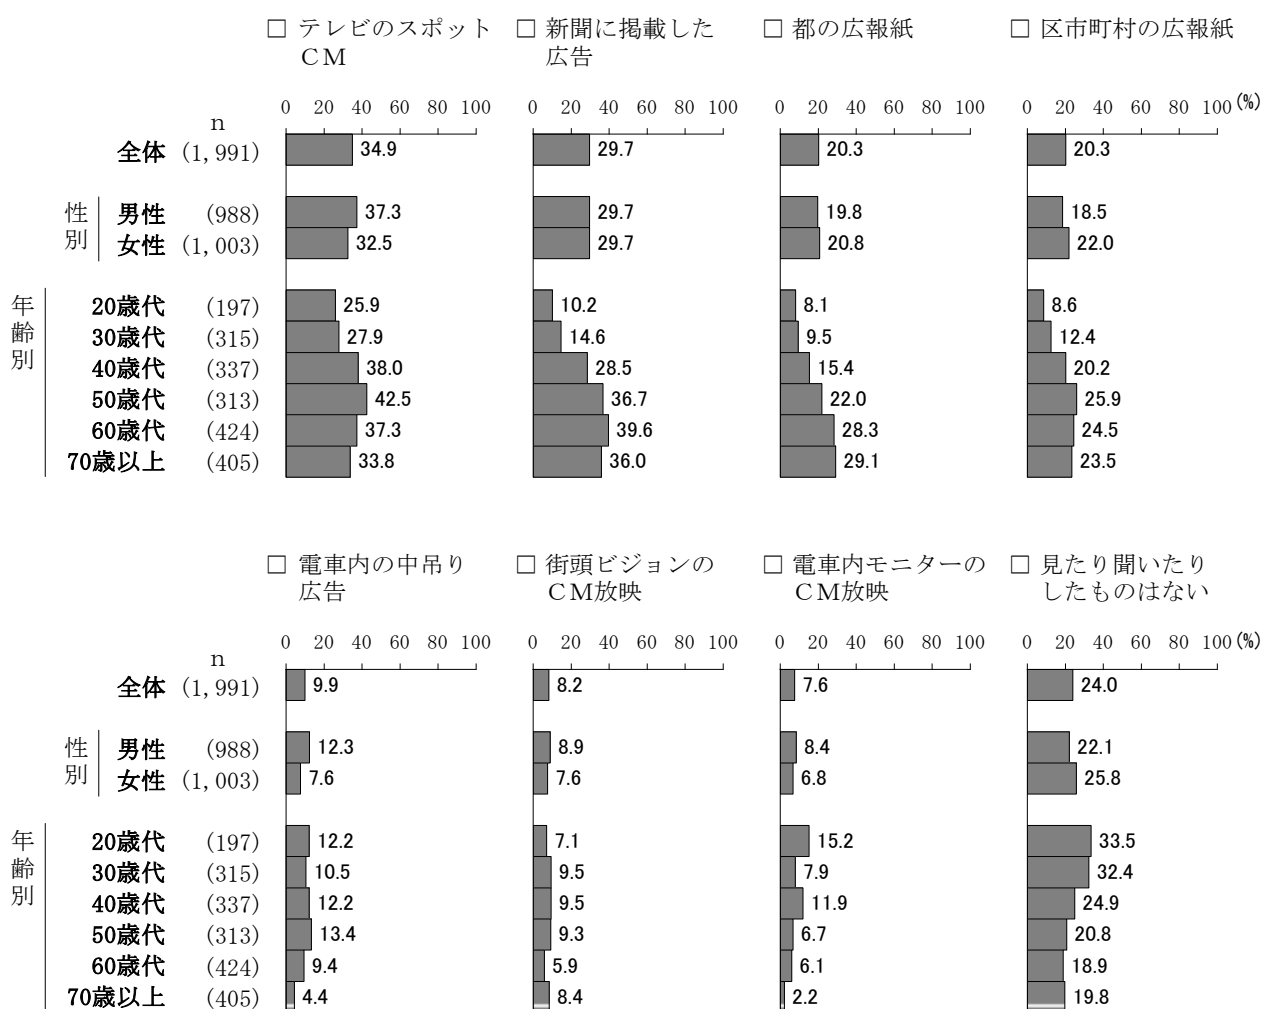 □ テレビのスポット □ 新聞に掲載した □ 都の広報紙 □ 区市町村の広報紙
ＣＭ 広告
0 20 40 60 80 100 0 20 40 60 80 100 0 20 40 60 80 100 0 20 40 60 80 100 (%)
n
全体 (1,991) 34.9 29.7 20.3 20.3
性別
男性 (988) 37.3 29.7 19.8 18.5
女性 (1,003) 32.5 29.7 20.8 22.0
年齢別
20歳代 (197) 25.9 10.2 8.1 8.6
30歳代 (315) 27.9 14.6 9.5 12.4
40歳代 (337) 38.0 28.5 15.4 20.2
50歳代 (313) 42.5 36.7 22.0 25.9
60歳代 (424) 37.3 39.6 28.3 24.5
70歳以上 (405) 33.8 36.0 29.1 23.5
□ 電車内の中吊り □ 街頭ビジョンの □ 電車内モニターの □ 見たり聞いたり
広告 ＣＭ放映 ＣＭ放映 したものはない
0 20 40 60 80 100 0 20 40 60 80 100 0 20 40 60 80 100 0 20 40 60 80 100 (%)
n
全体 (1,991) 9.9 8.2 7.6 24.0
性別
男性 (988) 12.3 8.9 8.4 22.1
女性 (1,003) 7.6 7.6 6.8 25.8
年齢別
20歳代 (197) 12.2 7.1 15.2 33.5
30歳代 (315) 10.5 9.5 7.9 32.4
40歳代 (337) 12.2 9.5 11.9 24.9
50歳代 (313) 13.4 9.3 6.7 20.8
60歳代 (424) 9.4 5.9 6.1 18.9
70歳以上 (405) 4.4 8.4 2.2 19.8